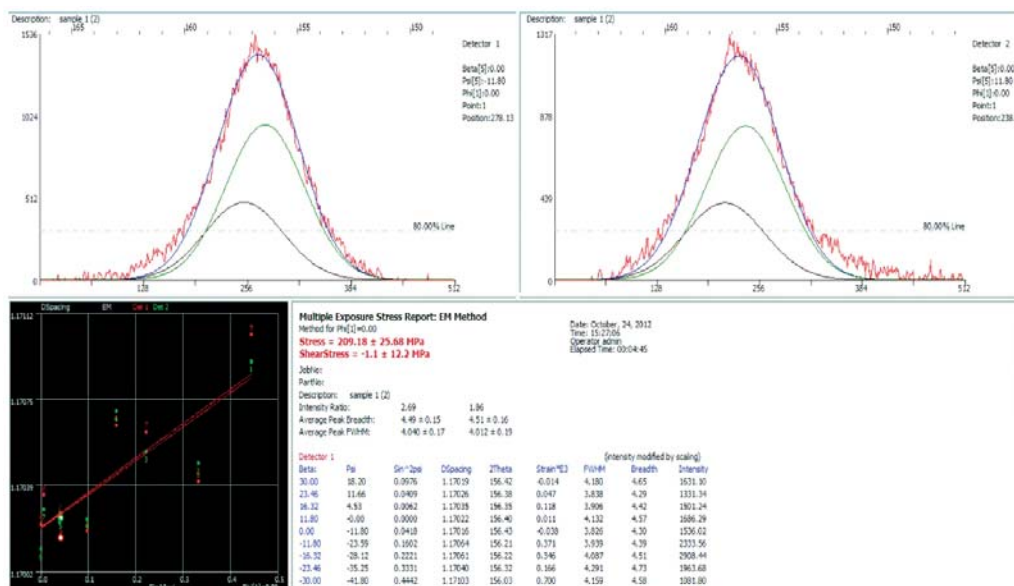 Description: sample 1 (2)
165 160 155 150
1536
1024
512
0
128 256 384 512
Detector 1
Beta[5]:0.00
Psi[5]:-11.80
Phi[1]:0.00
Point:1
Position:278.13
80.00% Line
Description: sample 1 (2)
160 155 150
1317
878
439
0
128 256 384 512
Detector 2
Beta[5]:0.00
Psi[5]:11.80
Phi[1]:0.00
Point:1
Position:238.
80.00% Line
DSpacing EM Det 1 Det 2
1.17112
1.17075
1.17039
1.17002
0.0 0.1 0.2 0.3 0.4 0.5
Multiple Exposure Stress Report: EM Method
Method for Phi[1]=0.00
Stress = 209.18 ± 25.68 MPa
ShearStress = -1.1 ± 12.2 MPa
Date: October, 24, 2012
Time: 15:27:06
Operator admin
Elapsed Time: 00:04:45
JobNo:
PartNo:
Description: sample 1 (2)
Intensity Ratio: 2.69 1.86
Average Peak Breadth: 4.49 ± 0.15 4.51 ± 0.16
Average Peak FWHM: 4.040 ± 0.17 4.012 ± 0.19
Detector 1 (intensity modified by scaling)
Beta: Psi Sin^2psi DSpacing 2Theta Strain*E3 FWHM Breadth Intensity
30.00 18.20 0.0976 1.17019 156.42 -0.014 4.180 4.65 1631.10
23.46 11.66 0.0409 1.17026 156.38 0.047 3.838 4.29 1331.34
16.32 4.53 0.0062 1.17035 156.35 0.118 3.906 4.42 1501.24
11.80 -0.00 0.0000 1.17022 156.40 0.011 4.132 4.57 1686.29
0.00 -11.80 0.0418 1.17016 156.43 -0.038 3.826 4.30 1536.02
-11.80 -23.59 0.1602 1.17064 156.21 0.371 3.939 4.39 2333.56
-16.32 -28.12 0.2221 1.17061 156.22 0.346 4.087 4.51 2908.44
-23.46 -35.25 0.3331 1.17040 156.32 0.166 4.291 4.73 1963.68
-30.00 -41.80 0.4442 1.17103 156.03 0.700 4.159 4.58 1081.80